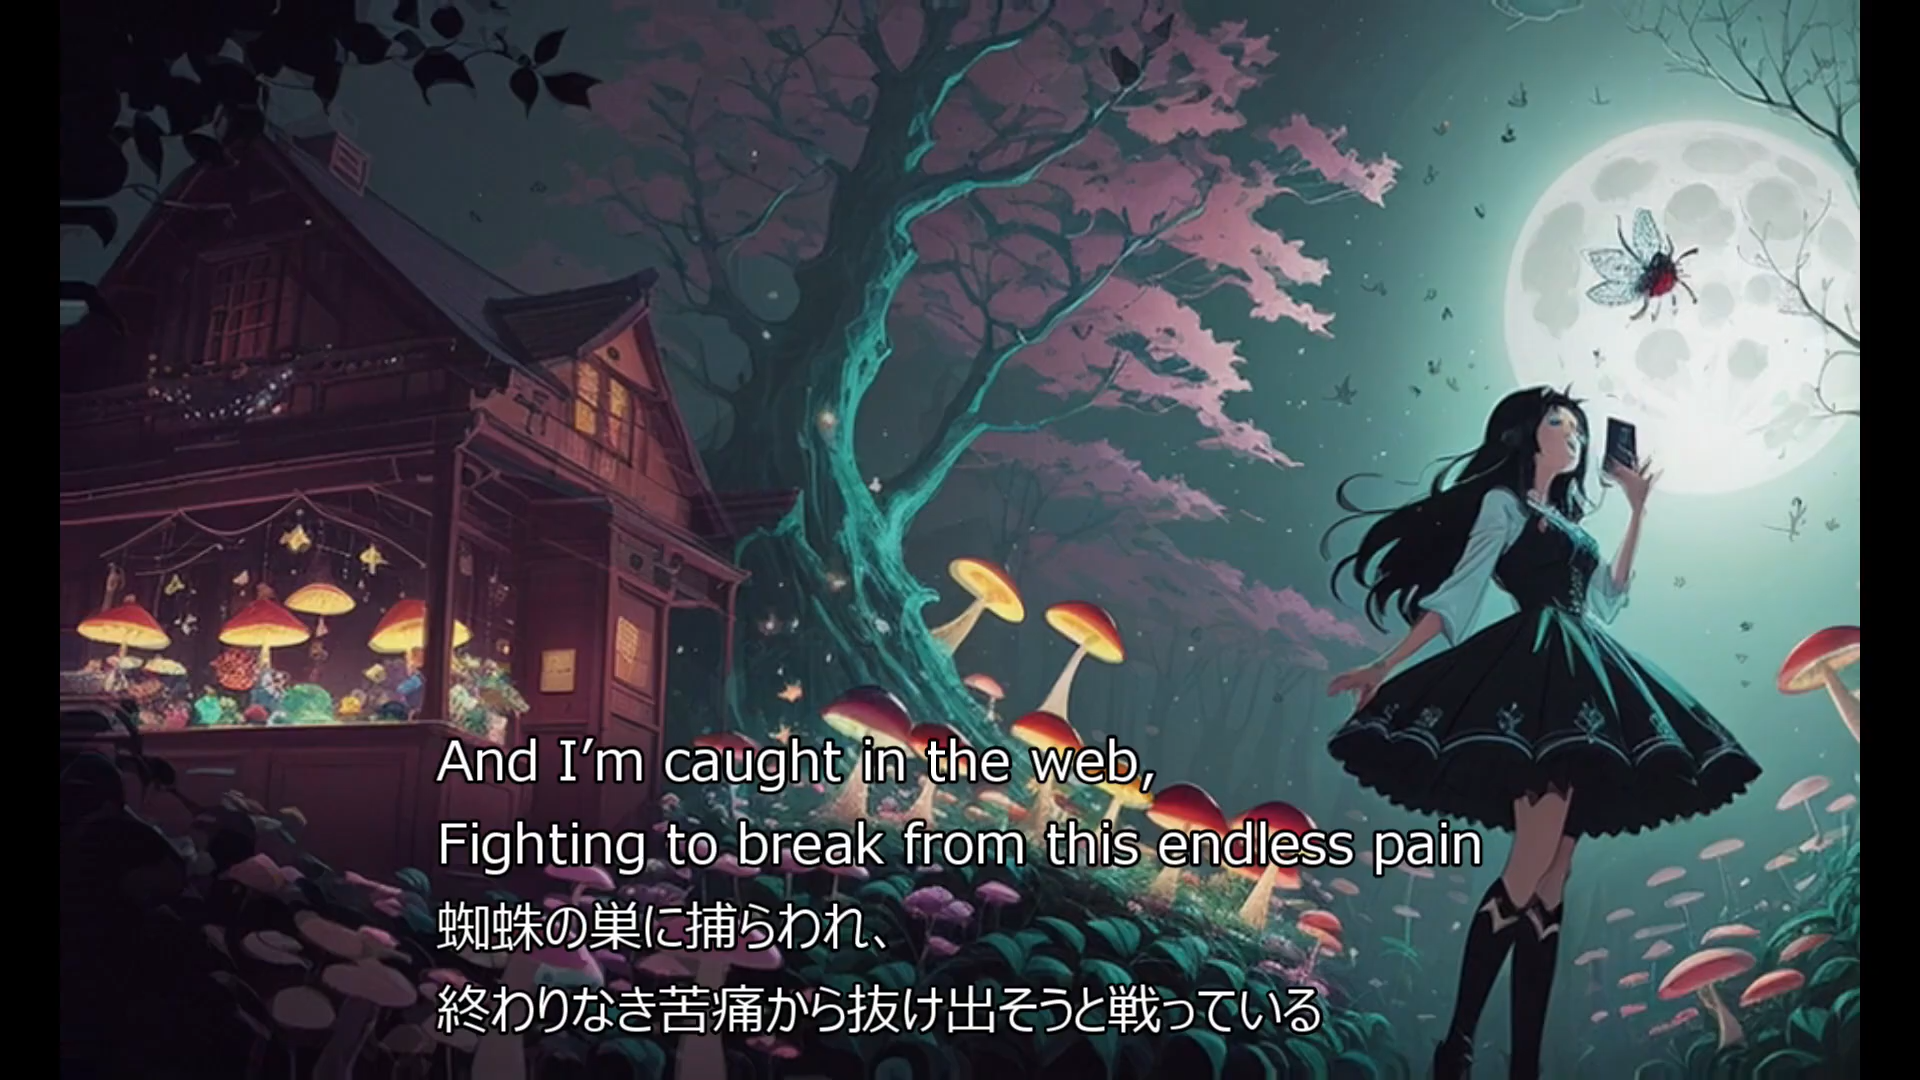 And I’m caught in the web,
Fighting to break from this endless pain
蜘蛛の巣に捕らわれ、
終わりなき苦痛から抜け出そうと戦っている